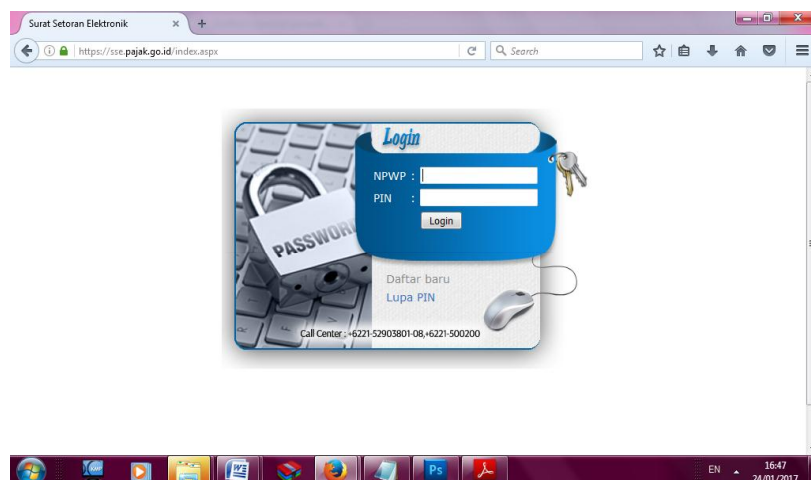 Surat Setoran Elektronik
https://sse.pajak.go.id/index.aspx
Search
Login
NPWP :
PIN :
Login
PASSWORD
Daftar baru
Lupa PIN
Call Center : +6221-52903801-08,+6221-500200
KMP
W
Ps
EN
16:47
24/01/2017